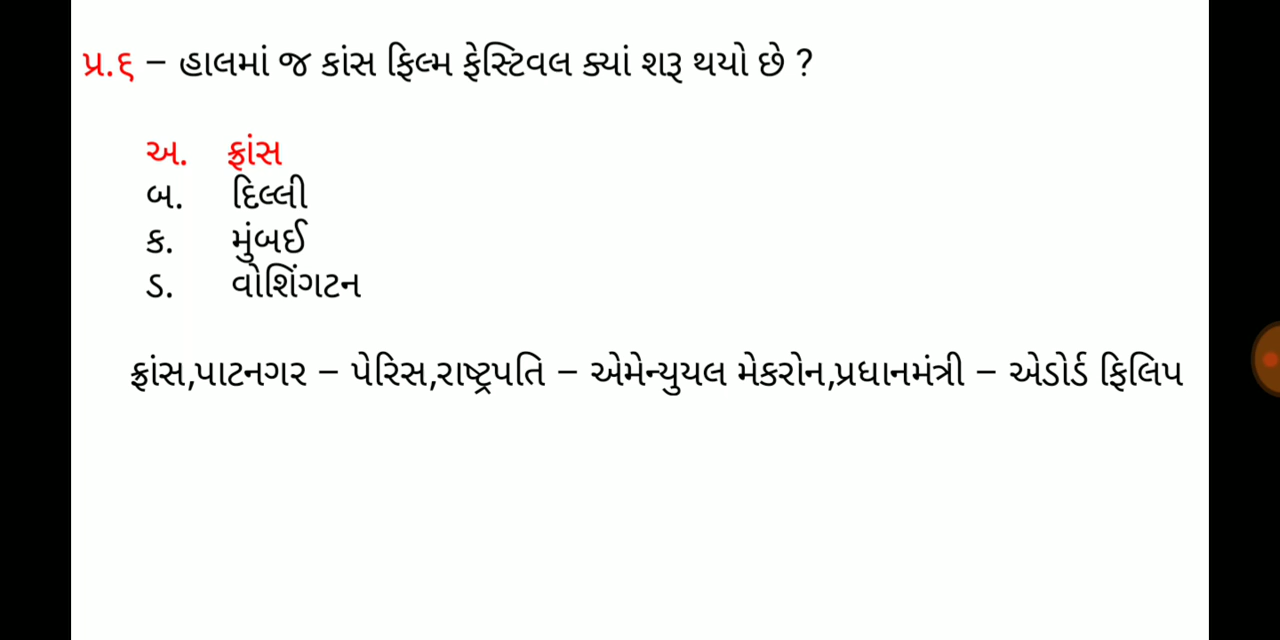 પ્ર.૬ – હાલમાં જ કાંસ ફિલ્મ ફેસ્ટિવલ ક્યાં શરૂ થયો છે ?
અ. ફ્રાંસ
બ. દિલ્લી
ક. મુંબઈ
ડ. વોશિંગટન
ફ્રાંસ,પાટનગર – પેરિસ,રાષ્ટ્રપતિ – એમેન્યુયલ મેકરોન,પ્રધાનમંત્રી – એડોર્ડ ફિલિપ